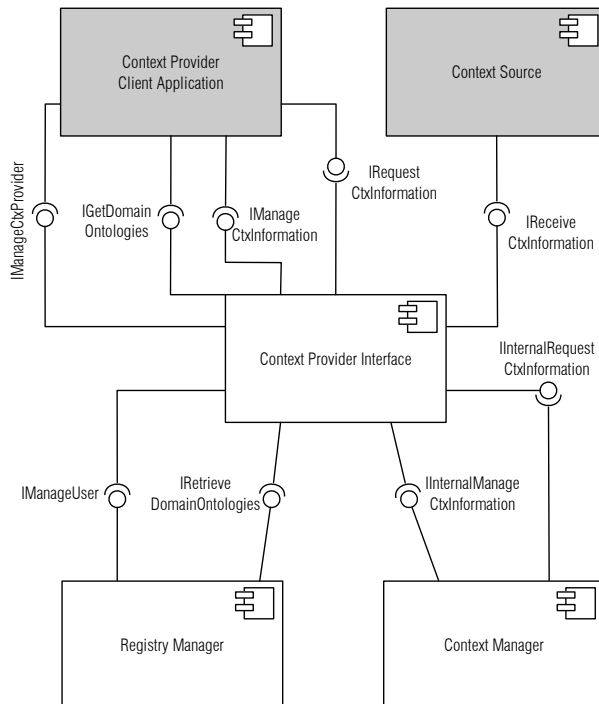 Context Provider
Client Application
Context Source
IManageCtxProvider
IGetDomain
Ontologies
IManage
CtxInformation
IRequest
CtxInformation
IReceive
CtxInformation
Context Provider Interface
IInternalRequest
CtxInformation
IManageUser
IRetrieve
DomainOntologies
IInternalManage
CtxInformation
Registry Manager
Context Manager